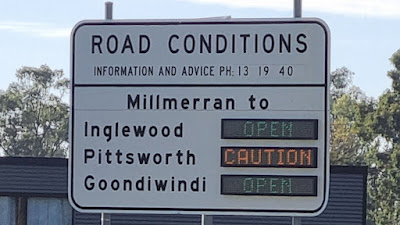 ROAD CONDITIONS
INFORMATION AND ADVICE PH: 13 19 40
Millmerran to
Inglewood OPEN
Pittsworth CAUTION
Goondiwindi OPEN